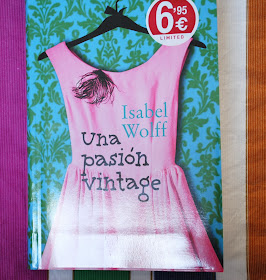 6,95
€
LIMITED
Isabel
Wolff
Una
pasión
vintage